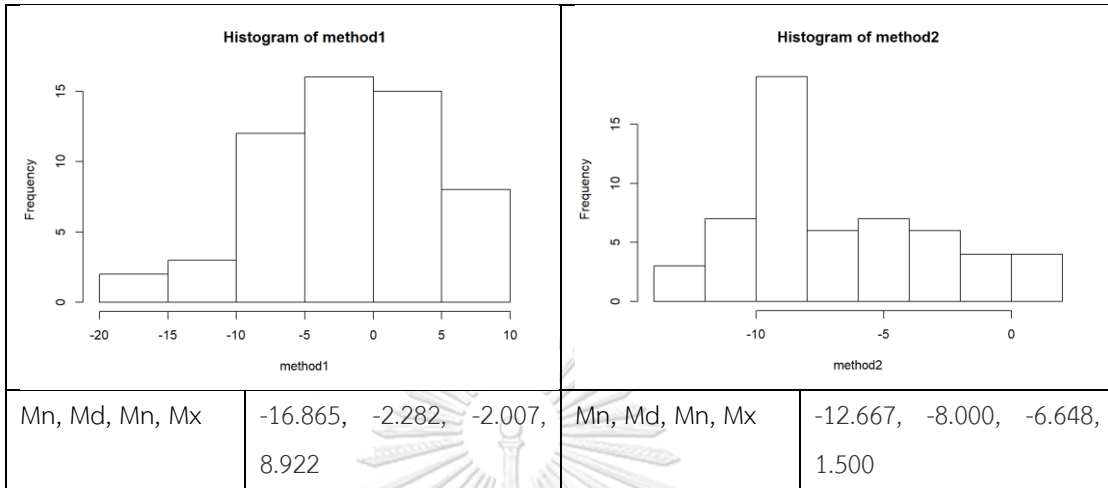 Histogram of method1
15
10
5
0
Frequency
-20 -15 -10 -5 0 5 10
method1
Histogram of method2
15
10
5
0
Frequency
-10 -5 0
method2
Mn, Md, Mn, Mx
-16.865, -2.282, -2.007,
8.922
Mn, Md, Mn, Mx
-12.667, -8.000, -6.648,
1.500